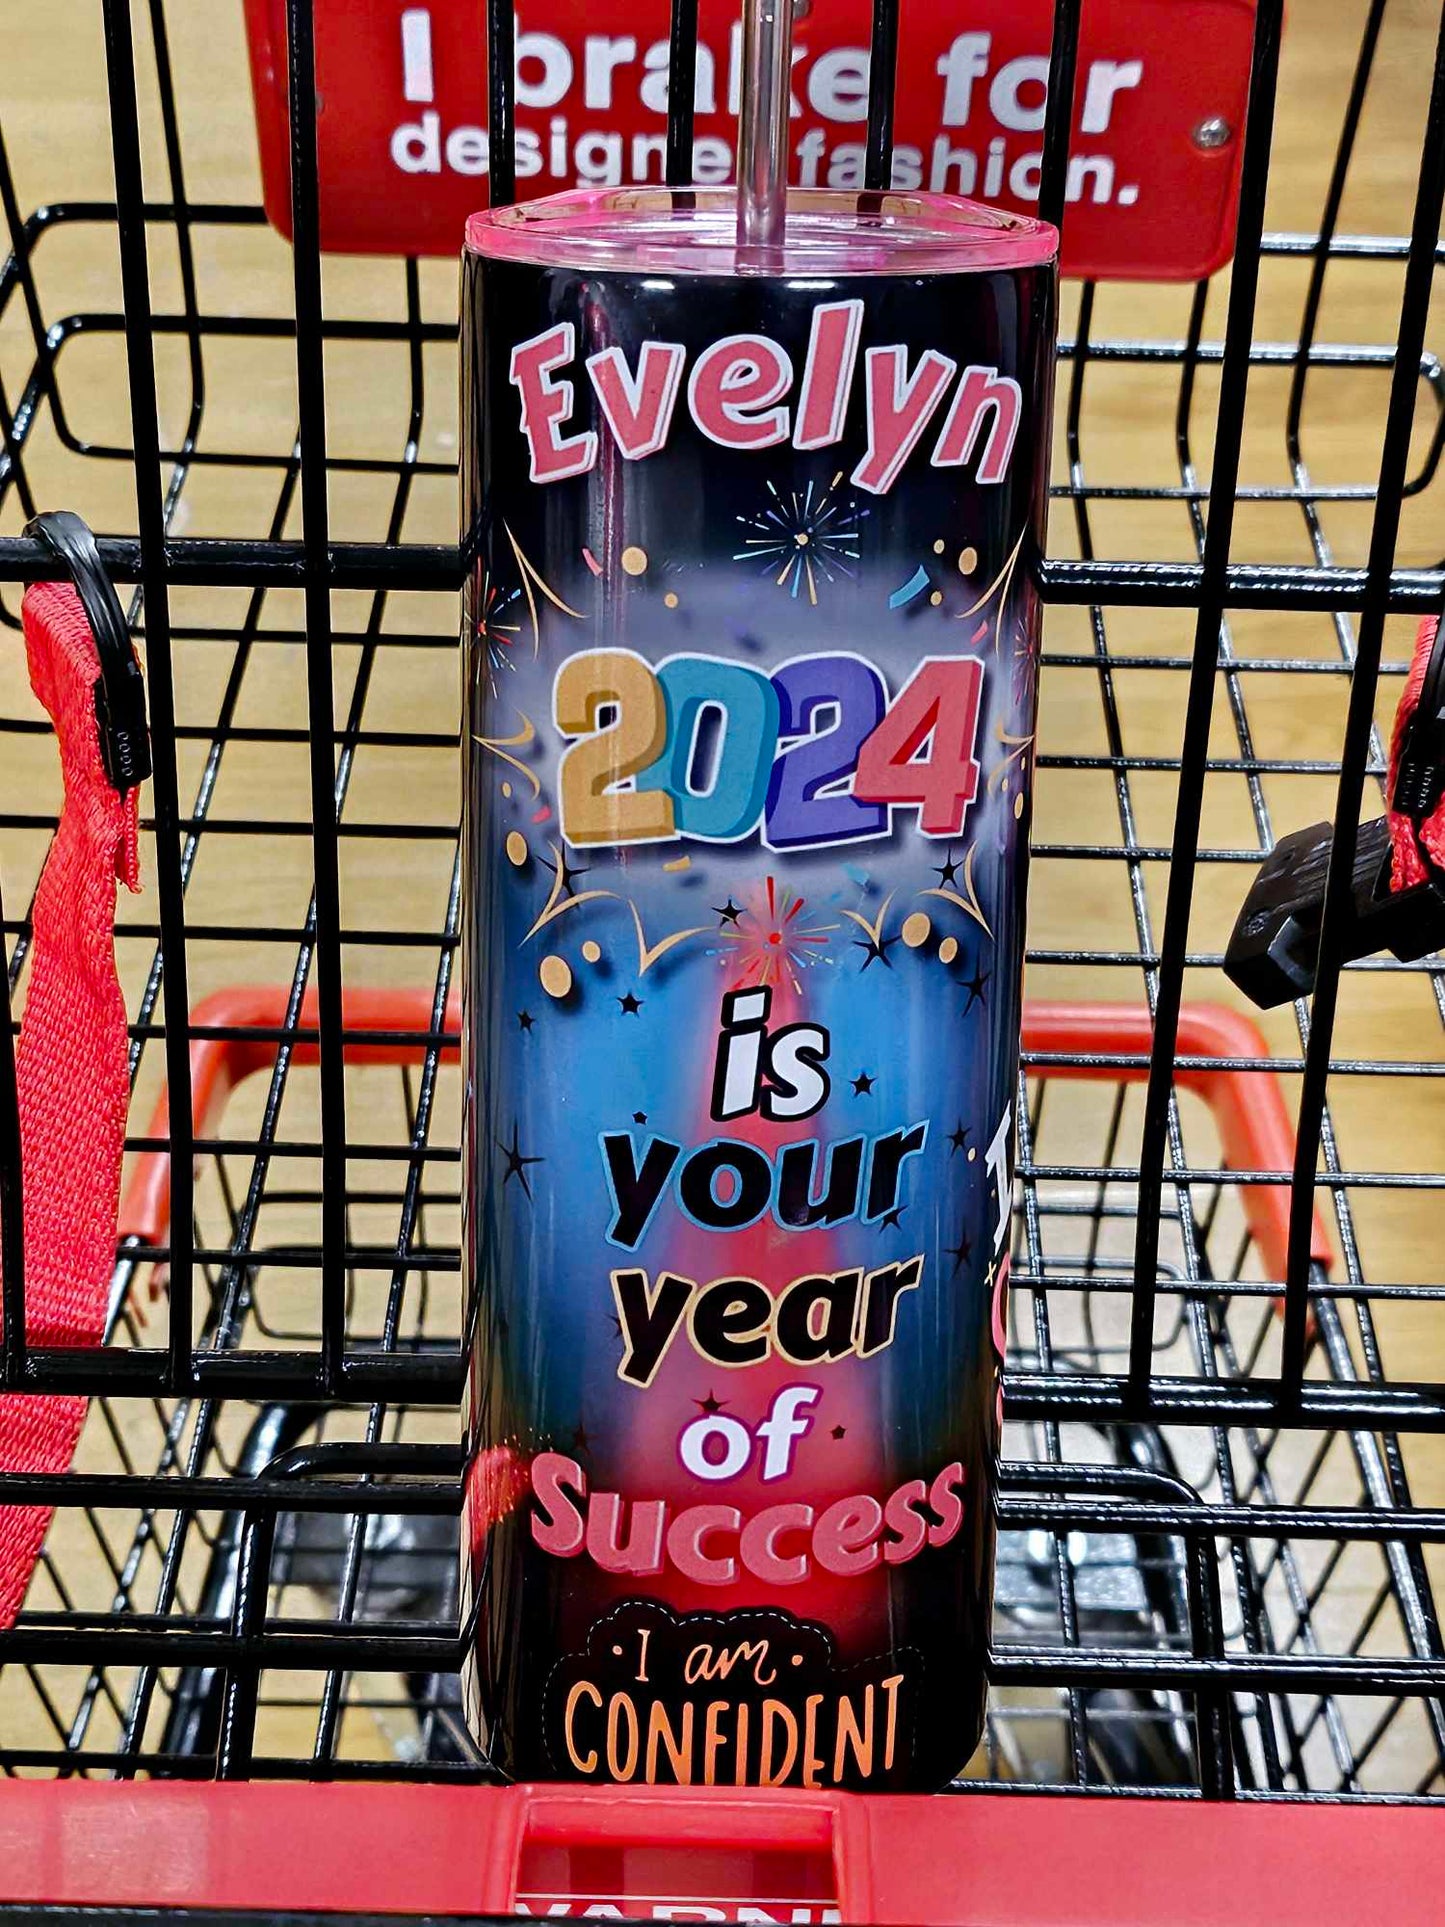 I brake for
designer fashion.
Evelyn
2024
is
your
year
of
Success
·I am·
CONFIDENT